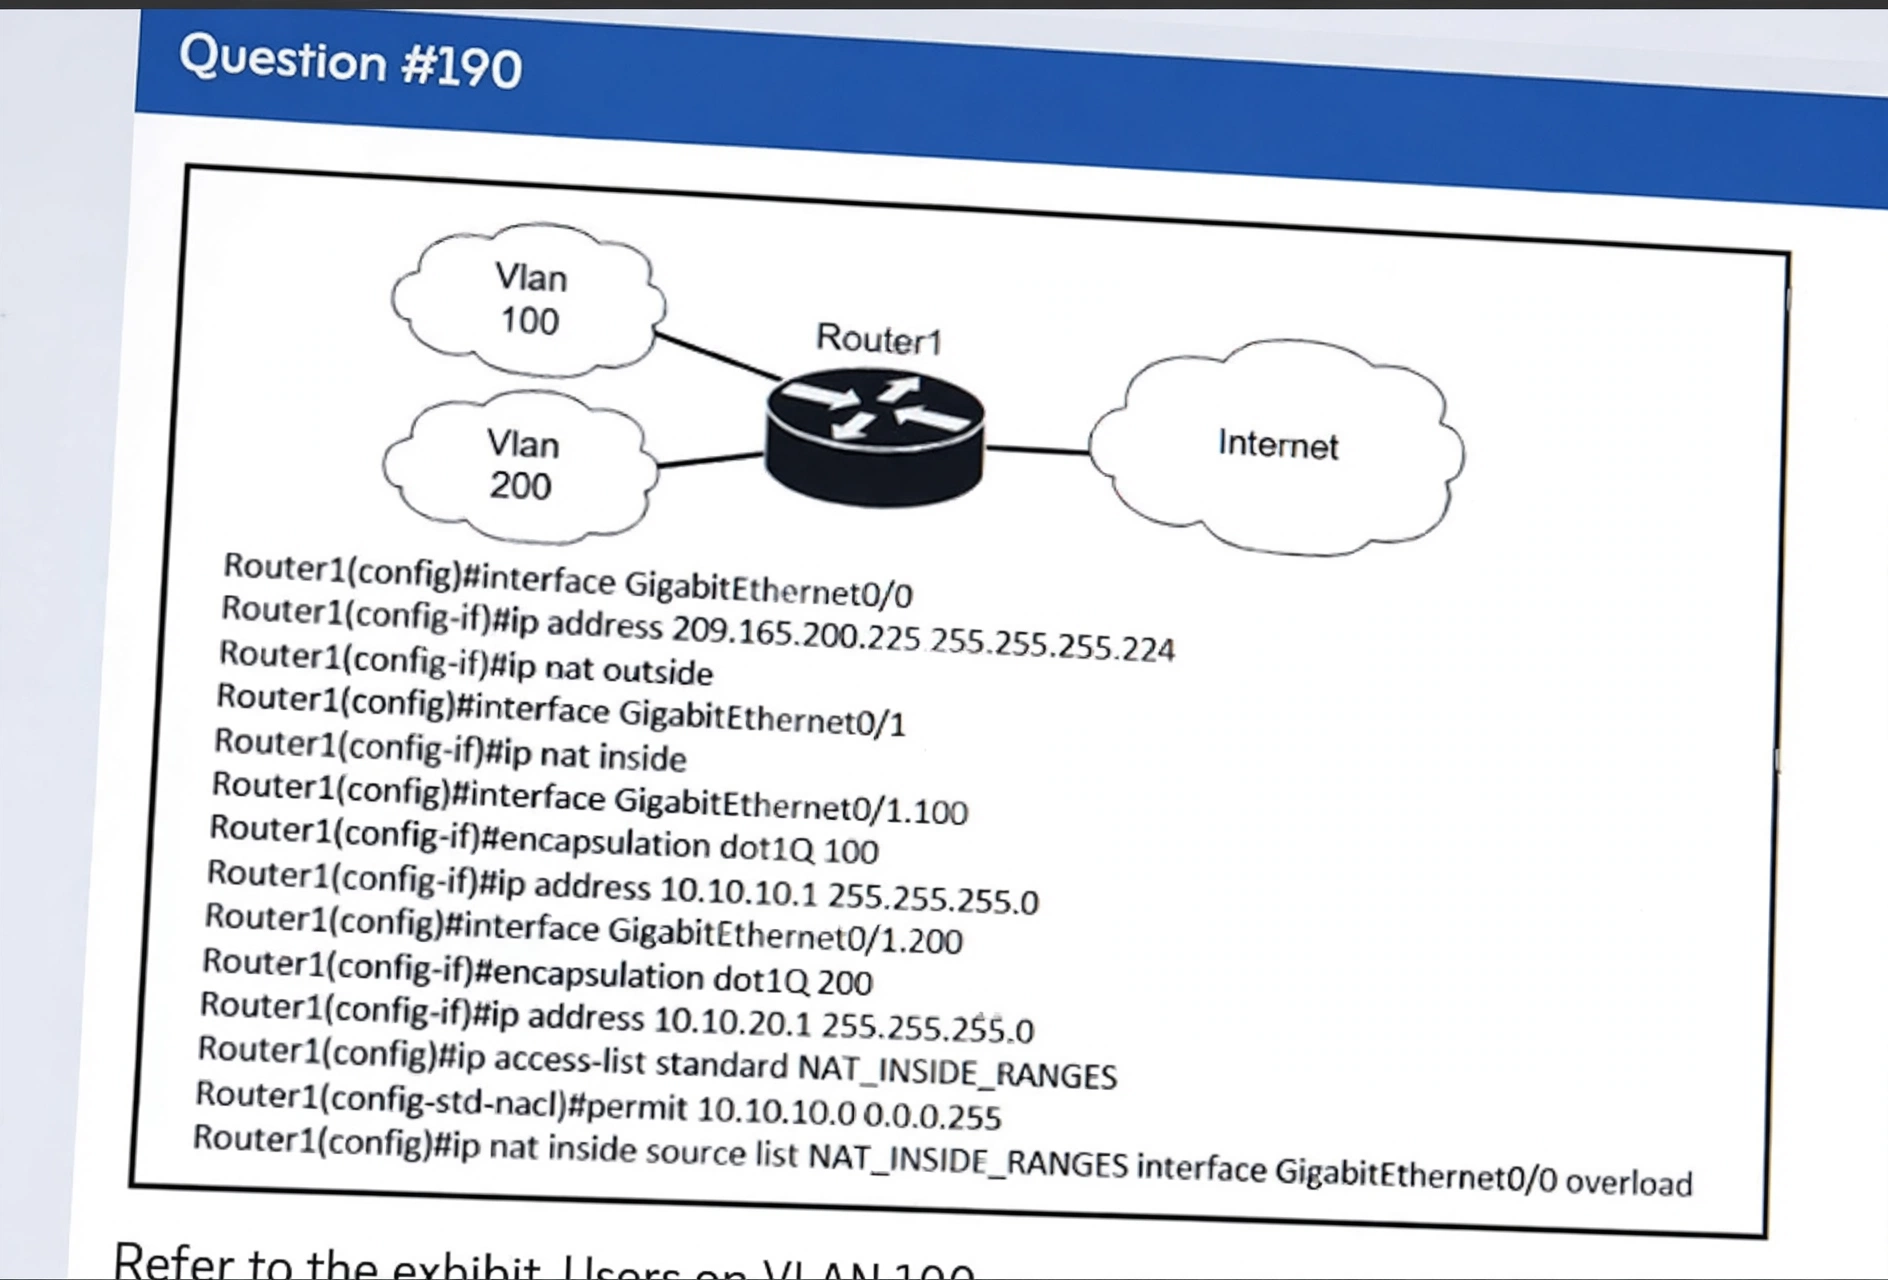 Question #190
Vlan
100
Router1
Internet
Vlan
200
Router1(config)#interface GigabitEthernet0/0
Router1(config-if)#ip address 209.165.200.225 255.255.255.224
Router1(config-if)#ip nat outside
Router1(config)#interface GigabitEthernet0/1
Router1(config-if)#ip nat inside
Router1(config)#interface GigabitEthernet0/1.100
Router1(config-if)#encapsulation dot1Q 100
Router1(config-if)#ip address 10.10.10.1 255.255.255.0
Router1(config)#interface GigabitEthernet0/1.200
Router1(config-if)#encapsulation dot1Q 200
Router1(config-if)#ip address 10.10.20.1 255.255.255.0
Router1(config)#ip access-list standard NAT_INSIDE_RANGES
Router1(config-std-nacl)#permit 10.10.10.0 0.0.0.255
Router1(config)#ip nat inside source list NAT_INSIDE_RANGES interface GigabitEthernet0/0 overload
Refer to the exhibit. Users on VLAN 100